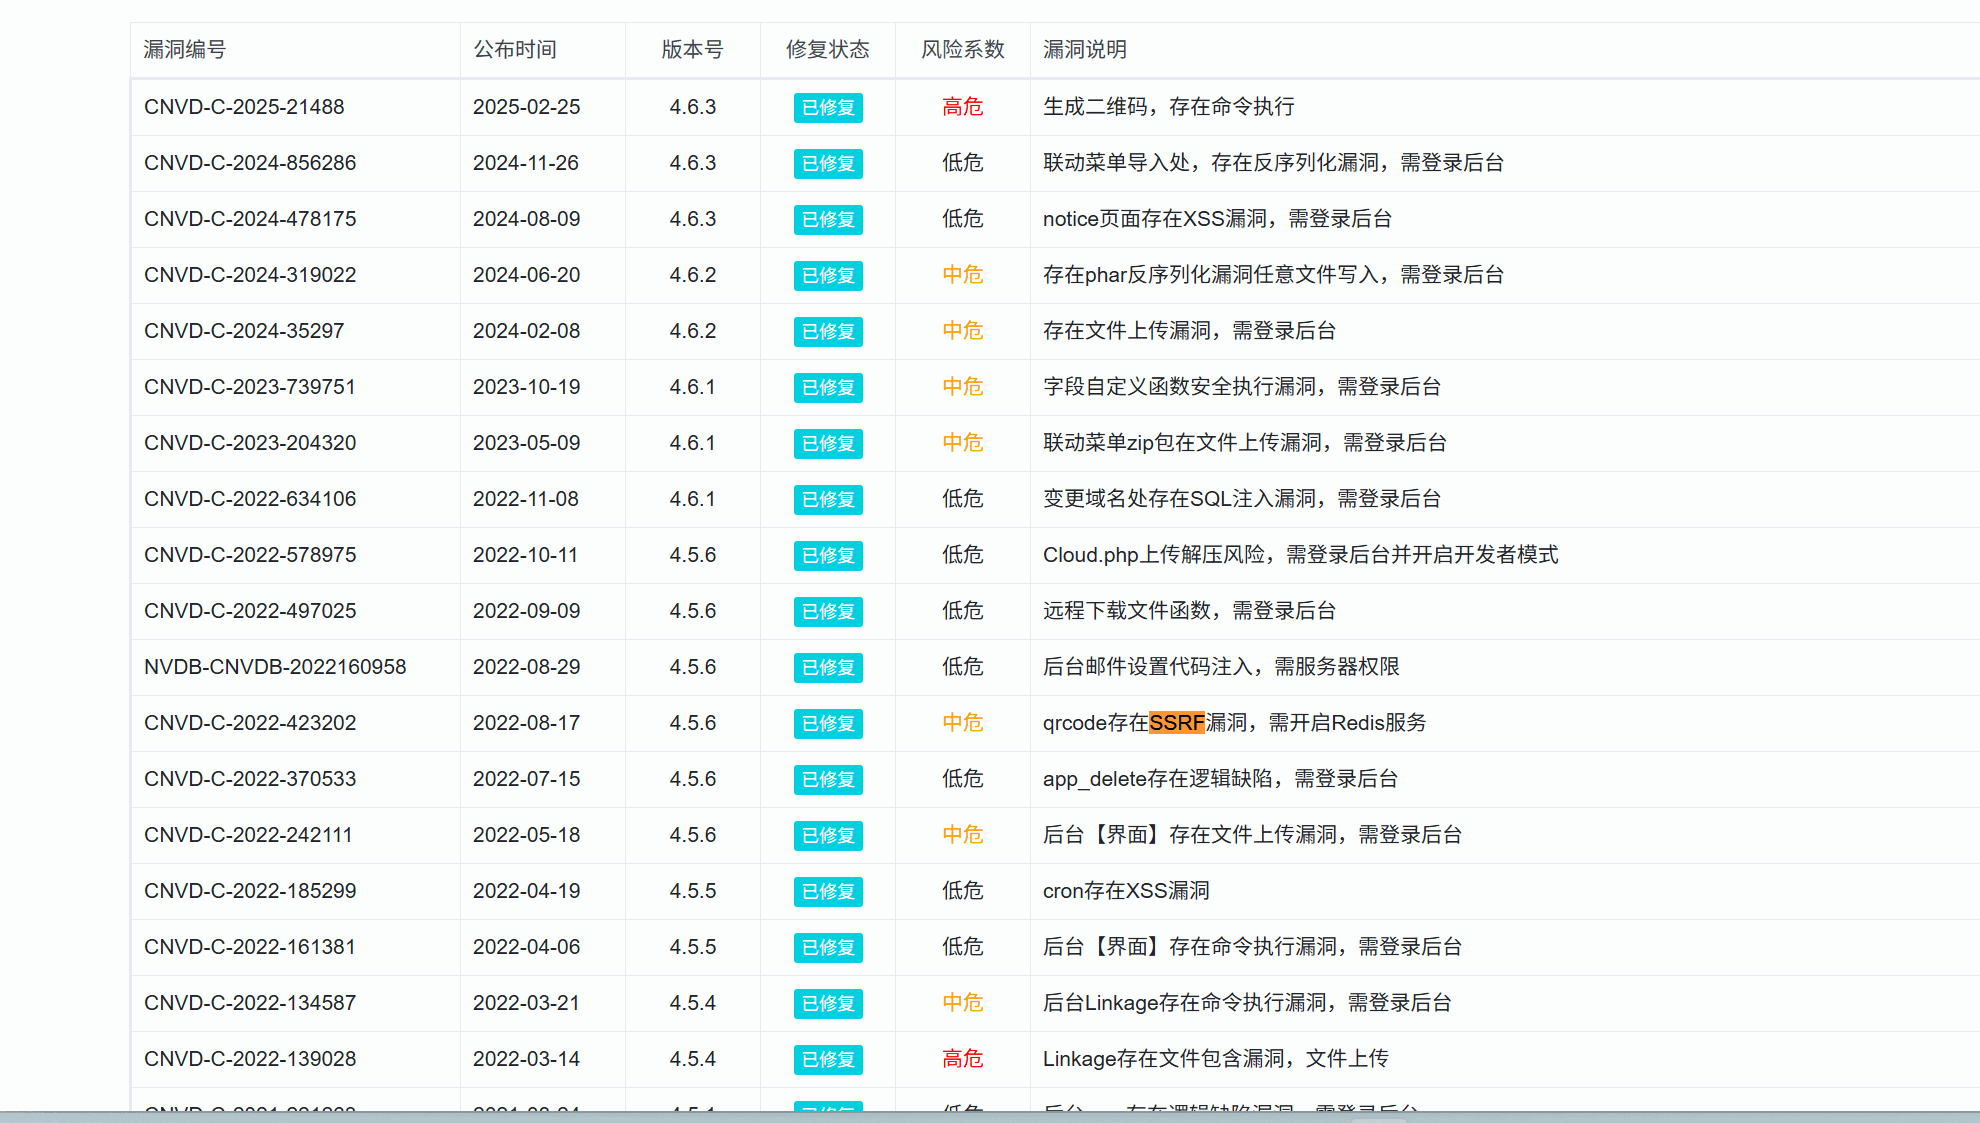 漏洞编号 公布时间 版本号 修复状态 风险系数 漏洞说明
CNVD-C-2025-21488 2025-02-25 4.6.3 已修复 高危 生成二维码，存在命令执行
CNVD-C-2024-856286 2024-11-26 4.6.3 已修复 低危 联动菜单导入处，存在反序列化漏洞，需登录后台
CNVD-C-2024-478175 2024-08-09 4.6.3 已修复 低危 notice页面存在XSS漏洞，需登录后台
CNVD-C-2024-319022 2024-06-20 4.6.2 已修复 中危 存在phar反序列化漏洞任意文件写入，需登录后台
CNVD-C-2024-35297 2024-02-08 4.6.2 已修复 中危 存在文件上传漏洞，需登录后台
CNVD-C-2023-739751 2023-10-19 4.6.1 已修复 中危 字段自定义函数安全执行漏洞，需登录后台
CNVD-C-2023-204320 2023-05-09 4.6.1 已修复 中危 联动菜单zip包在文件上传漏洞，需登录后台
CNVD-C-2022-634106 2022-11-08 4.6.1 已修复 低危 变更域名处存在SQL注入漏洞，需登录后台
CNVD-C-2022-578975 2022-10-11 4.5.6 已修复 低危 Cloud.php上传解压风险，需登录后台并开启开发者模式
CNVD-C-2022-497025 2022-09-09 4.5.6 已修复 低危 远程下载文件函数，需登录后台
NVDB-CNVDB-2022160958 2022-08-29 4.5.6 已修复 低危 后台邮件设置代码注入，需服务器权限
CNVD-C-2022-423202 2022-08-17 4.5.6 已修复 中危 qrcode存在SSRF漏洞，需开启Redis服务
CNVD-C-2022-370533 2022-07-15 4.5.6 已修复 低危 app_delete存在逻辑缺陷，需登录后台
CNVD-C-2022-242111 2022-05-18 4.5.6 已修复 中危 后台【界面】存在文件上传漏洞，需登录后台
CNVD-C-2022-185299 2022-04-19 4.5.5 已修复 低危 cron存在XSS漏洞
CNVD-C-2022-161381 2022-04-06 4.5.5 已修复 低危 后台【界面】存在命令执行漏洞，需登录后台
CNVD-C-2022-134587 2022-03-21 4.5.4 已修复 中危 后台Linkage存在命令执行漏洞，需登录后台
CNVD-C-2022-139028 2022-03-14 4.5.4 已修复 高危 Linkage存在文件包含漏洞，文件上传